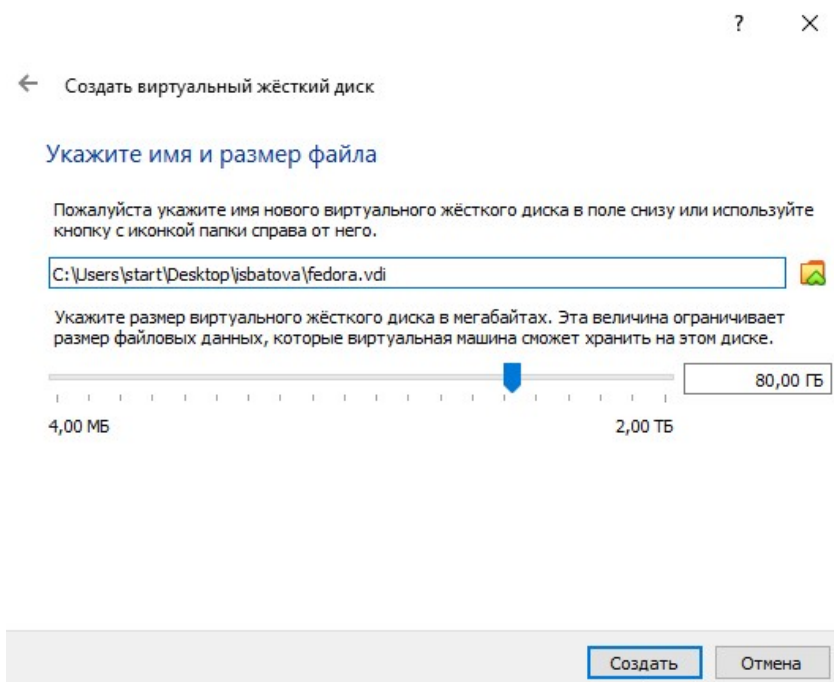 ?
Создать виртуальный жёсткий диск
Укажите имя и размер файла
Пожалуйста укажите имя нового виртуального жёсткого диска в поле снизу или используйте
кнопку с иконкой папки справа от него.
C:\Users\start\Desktop\isbatova\fedora.vdi
Укажите размер виртуального жёсткого диска в мегабайтах. Эта величина ограничивает
размер файловых данных, которые виртуальная машина сможет хранить на этом диске.
80,00 ГБ
4,00 МБ 2,00 ТБ
Создать Отмена